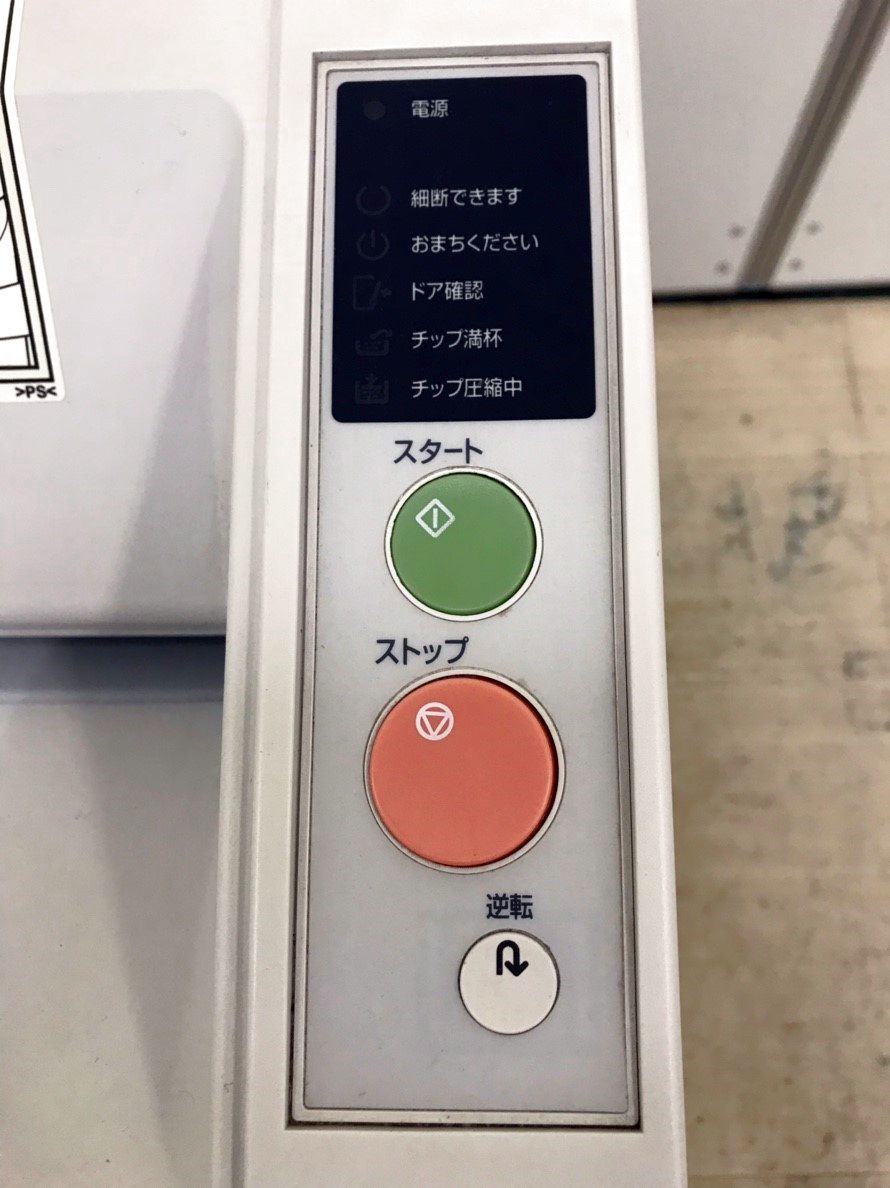 電源
細断できます
おまちください
ドア確認
チップ満杯
チップ圧縮中
>PS<
スタート
ストップ
逆転